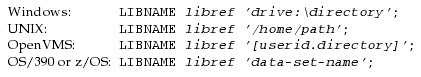 Windows: LIBNAME libref 'drive:\directory';
UNIX: LIBNAME libref '/home/path';
OpenVMS: LIBNAME libref '[userid.directory]';
OS/390 or z/OS: LIBNAME libref 'data-set-name';